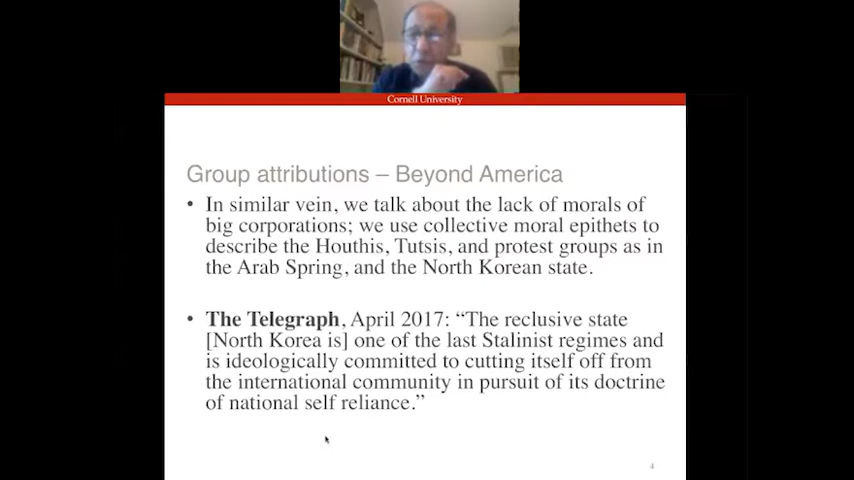 Cornell University
Group attributions – Beyond America
• In similar vein, we talk about the lack of morals of
big corporations; we use collective moral epithets to
describe the Houthis, Tutsis, and protest groups as in
the Arab Spring, and the North Korean state.
• The Telegraph, April 2017: “The reclusive state
[North Korea is] one of the last Stalinist regimes and
is ideologically committed to cutting itself off from
the international community in pursuit of its doctrine
of national self reliance.”
4